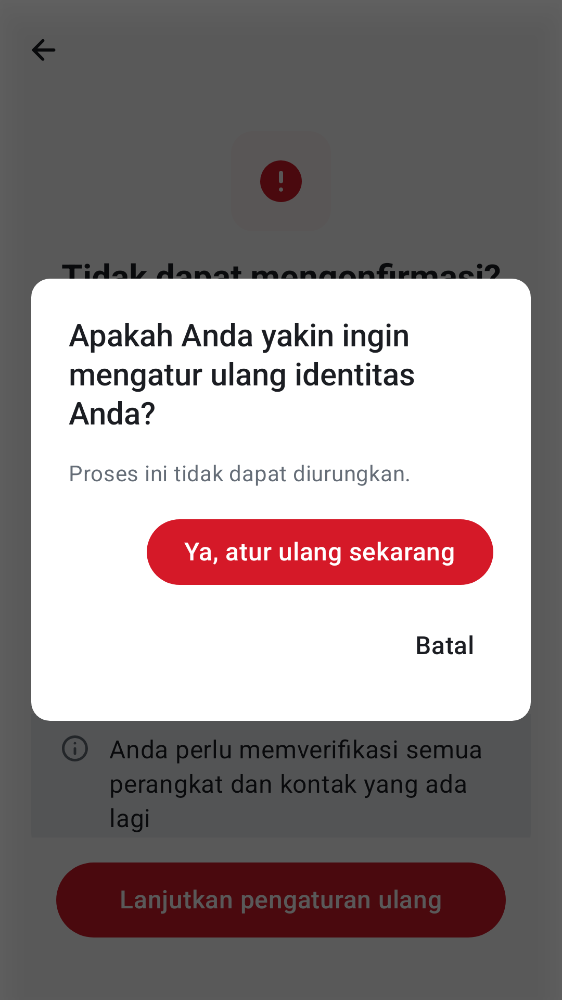 Tidak dapat mengonfirmasi?
Apakah Anda yakin ingin
mengatur ulang identitas
Anda?
Proses ini tidak dapat diurungkan.
Ya, atur ulang sekarang
Batal
Anda perlu memverifikasi semua
perangkat dan kontak yang ada
lagi
Lanjutkan pengaturan ulang